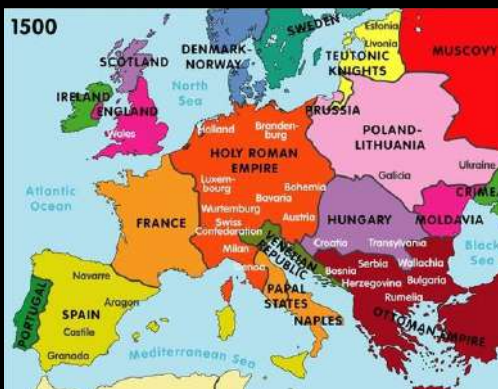 1500
SWEDEN
Estonia
Livonia
DENMARK-
NORWAY
TEUTONIC
KNIGHTS
MUSCOVY
SCOTLAND
North
Sea
IRELAND
ENGLAND
Wales
PRUSSIA
Holland
Branden-
burg
POLAND-
LITHUANIA
HOLY ROMAN
EMPIRE
Ukraine
Galicia
Luxem-
bourg
Bohemia
Bavaria
Wurtemburg
Austria
Swiss
Confederation
Atlantic
Ocean
FRANCE
HUNGARY
MOLDAVIA
CRIMEA
Milan
Genoa
VENETIAN
REPUBLIC
Croatia
Transylvania
Black
Sea
Bosnia
Serbia
Wallachia
Herzegovina
Bulgaria
Rumelia
PAPAL
STATES
NAPLES
OTTOMAN EMPIRE
Navarre
Aragon
PORTUGAL
SPAIN
Castile
Granada
Mediterranean Sea